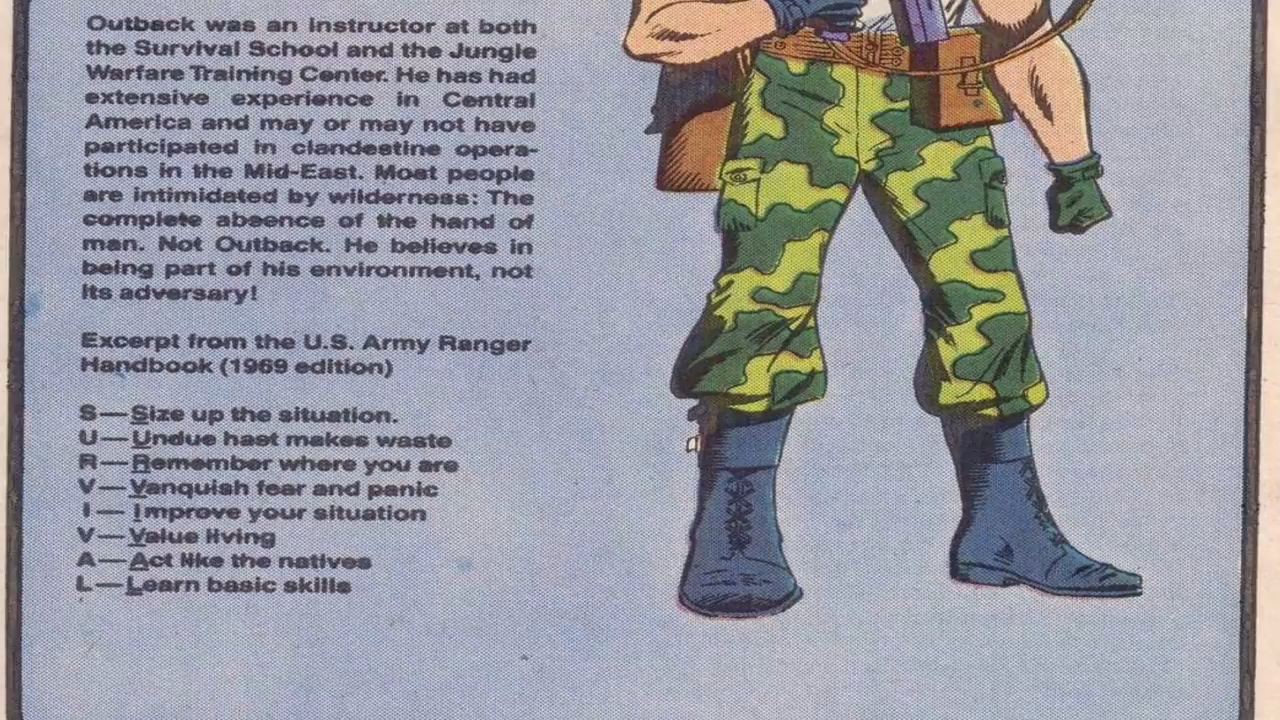 Outback was an Instructor at both
the Survival School and the Jungle
Warfare Training Center. He has had
extensive experience in Central
America and may or may not have
participated in clandestine opera-
tions in the Mid-East. Most people
are intimidated by wilderness: The
complete absence of the hand of
man. Not Outback. He believes in
being part of his environment, not
its adversary!
Excerpt from the U.S. Army Ranger
Handbook (1969 edition)
S—Size up the situation.
U—Undue hast makes waste
R—Remember where you are
V—Vanquish fear and panic
I—Improve your situation
V—Value living
A—Act like the natives
L—Learn basic skills